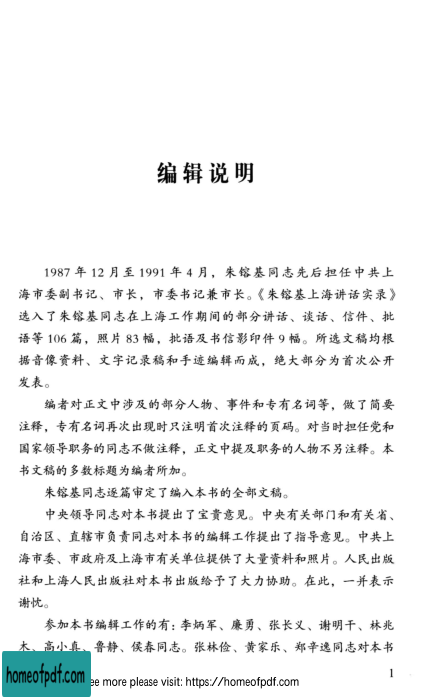 编辑说明
1987 年 12 月至 1991 年 4 月，朱镕基同志先后担任中共上
海市委副书记、市长，市委书记兼市长。《朱镕基上海讲话实录》
选入了朱镕基同志在上海工作期间的部分讲话、谈话、信件、批
语等 106 篇，照片 83 幅，批语及书信影印件 9 幅。所选文稿均根
据音像资料、文字记录稿和手迹编辑而成，绝大部分为首次公开
发表。
编者对正文中涉及的部分人物、事件和专有名词等，做了简要
注释，专有名词再次出现时只注明首次注释的页码。对当时担任党和
国家领导职务的同志不做注释，正文中提及职务的人物不另注释。本
书文稿的多数标题为编者所加。
朱镕基同志逐篇审定了编入本书的全部文稿。
中央领导同志对本书提出了宝贵意见。中央有关部门和有关省、
自治区、直辖市负责同志对本书的编辑工作提出了指导意见。中共上
海市委、市政府及上海市有关单位提供了大量资料和照片。人民出版
社和上海人民出版社对本书出版给予了大力协助。在此，一并表示
谢忱。
参加本书编辑工作的有：李炳军、廉勇、张长义、谢明干、林兆
木、高小真、鲁静、侯春同志。张林俭、黄家乐、郑辛逸同志对本书
1
homeofpdf.com
ee more please visit: https://homeofpdf.com